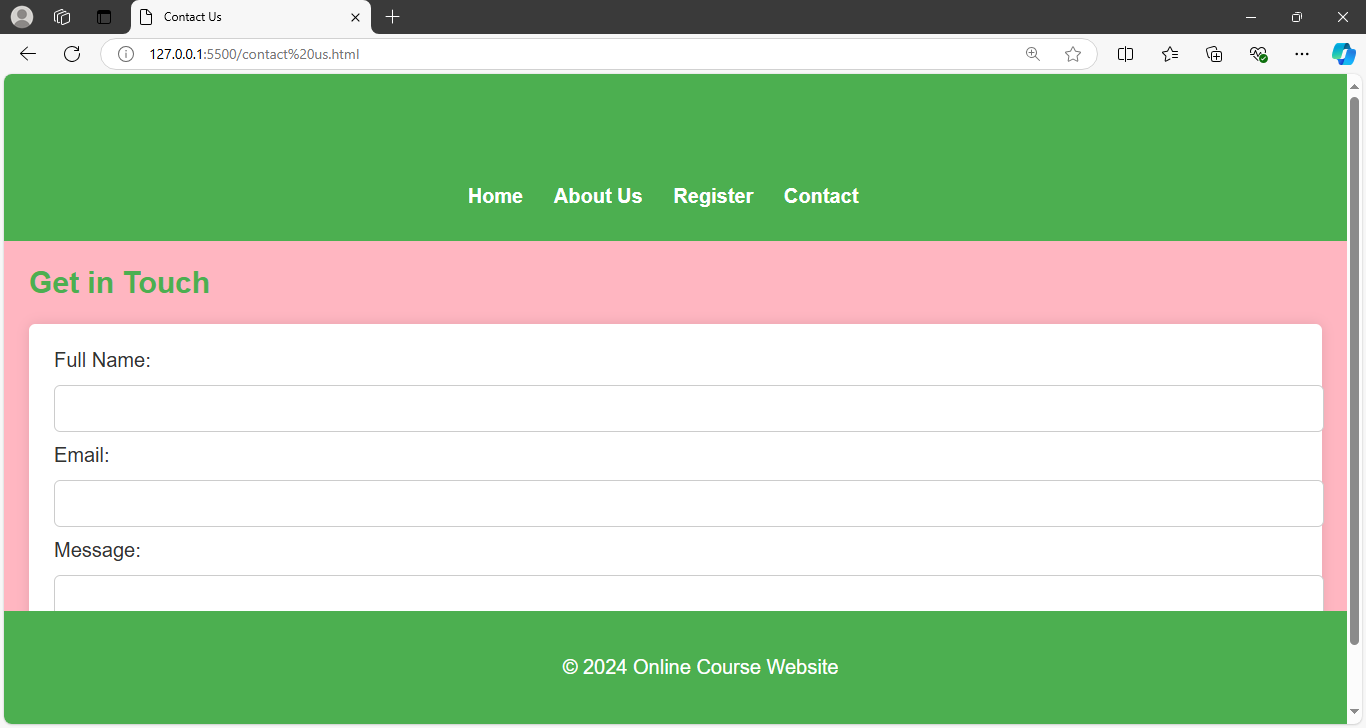 Contact Us
127.0.0.1:5500/contact%20us.html
Home About Us Register Contact
Get in Touch
Full Name:
Email:
Message:
© 2024 Online Course Website